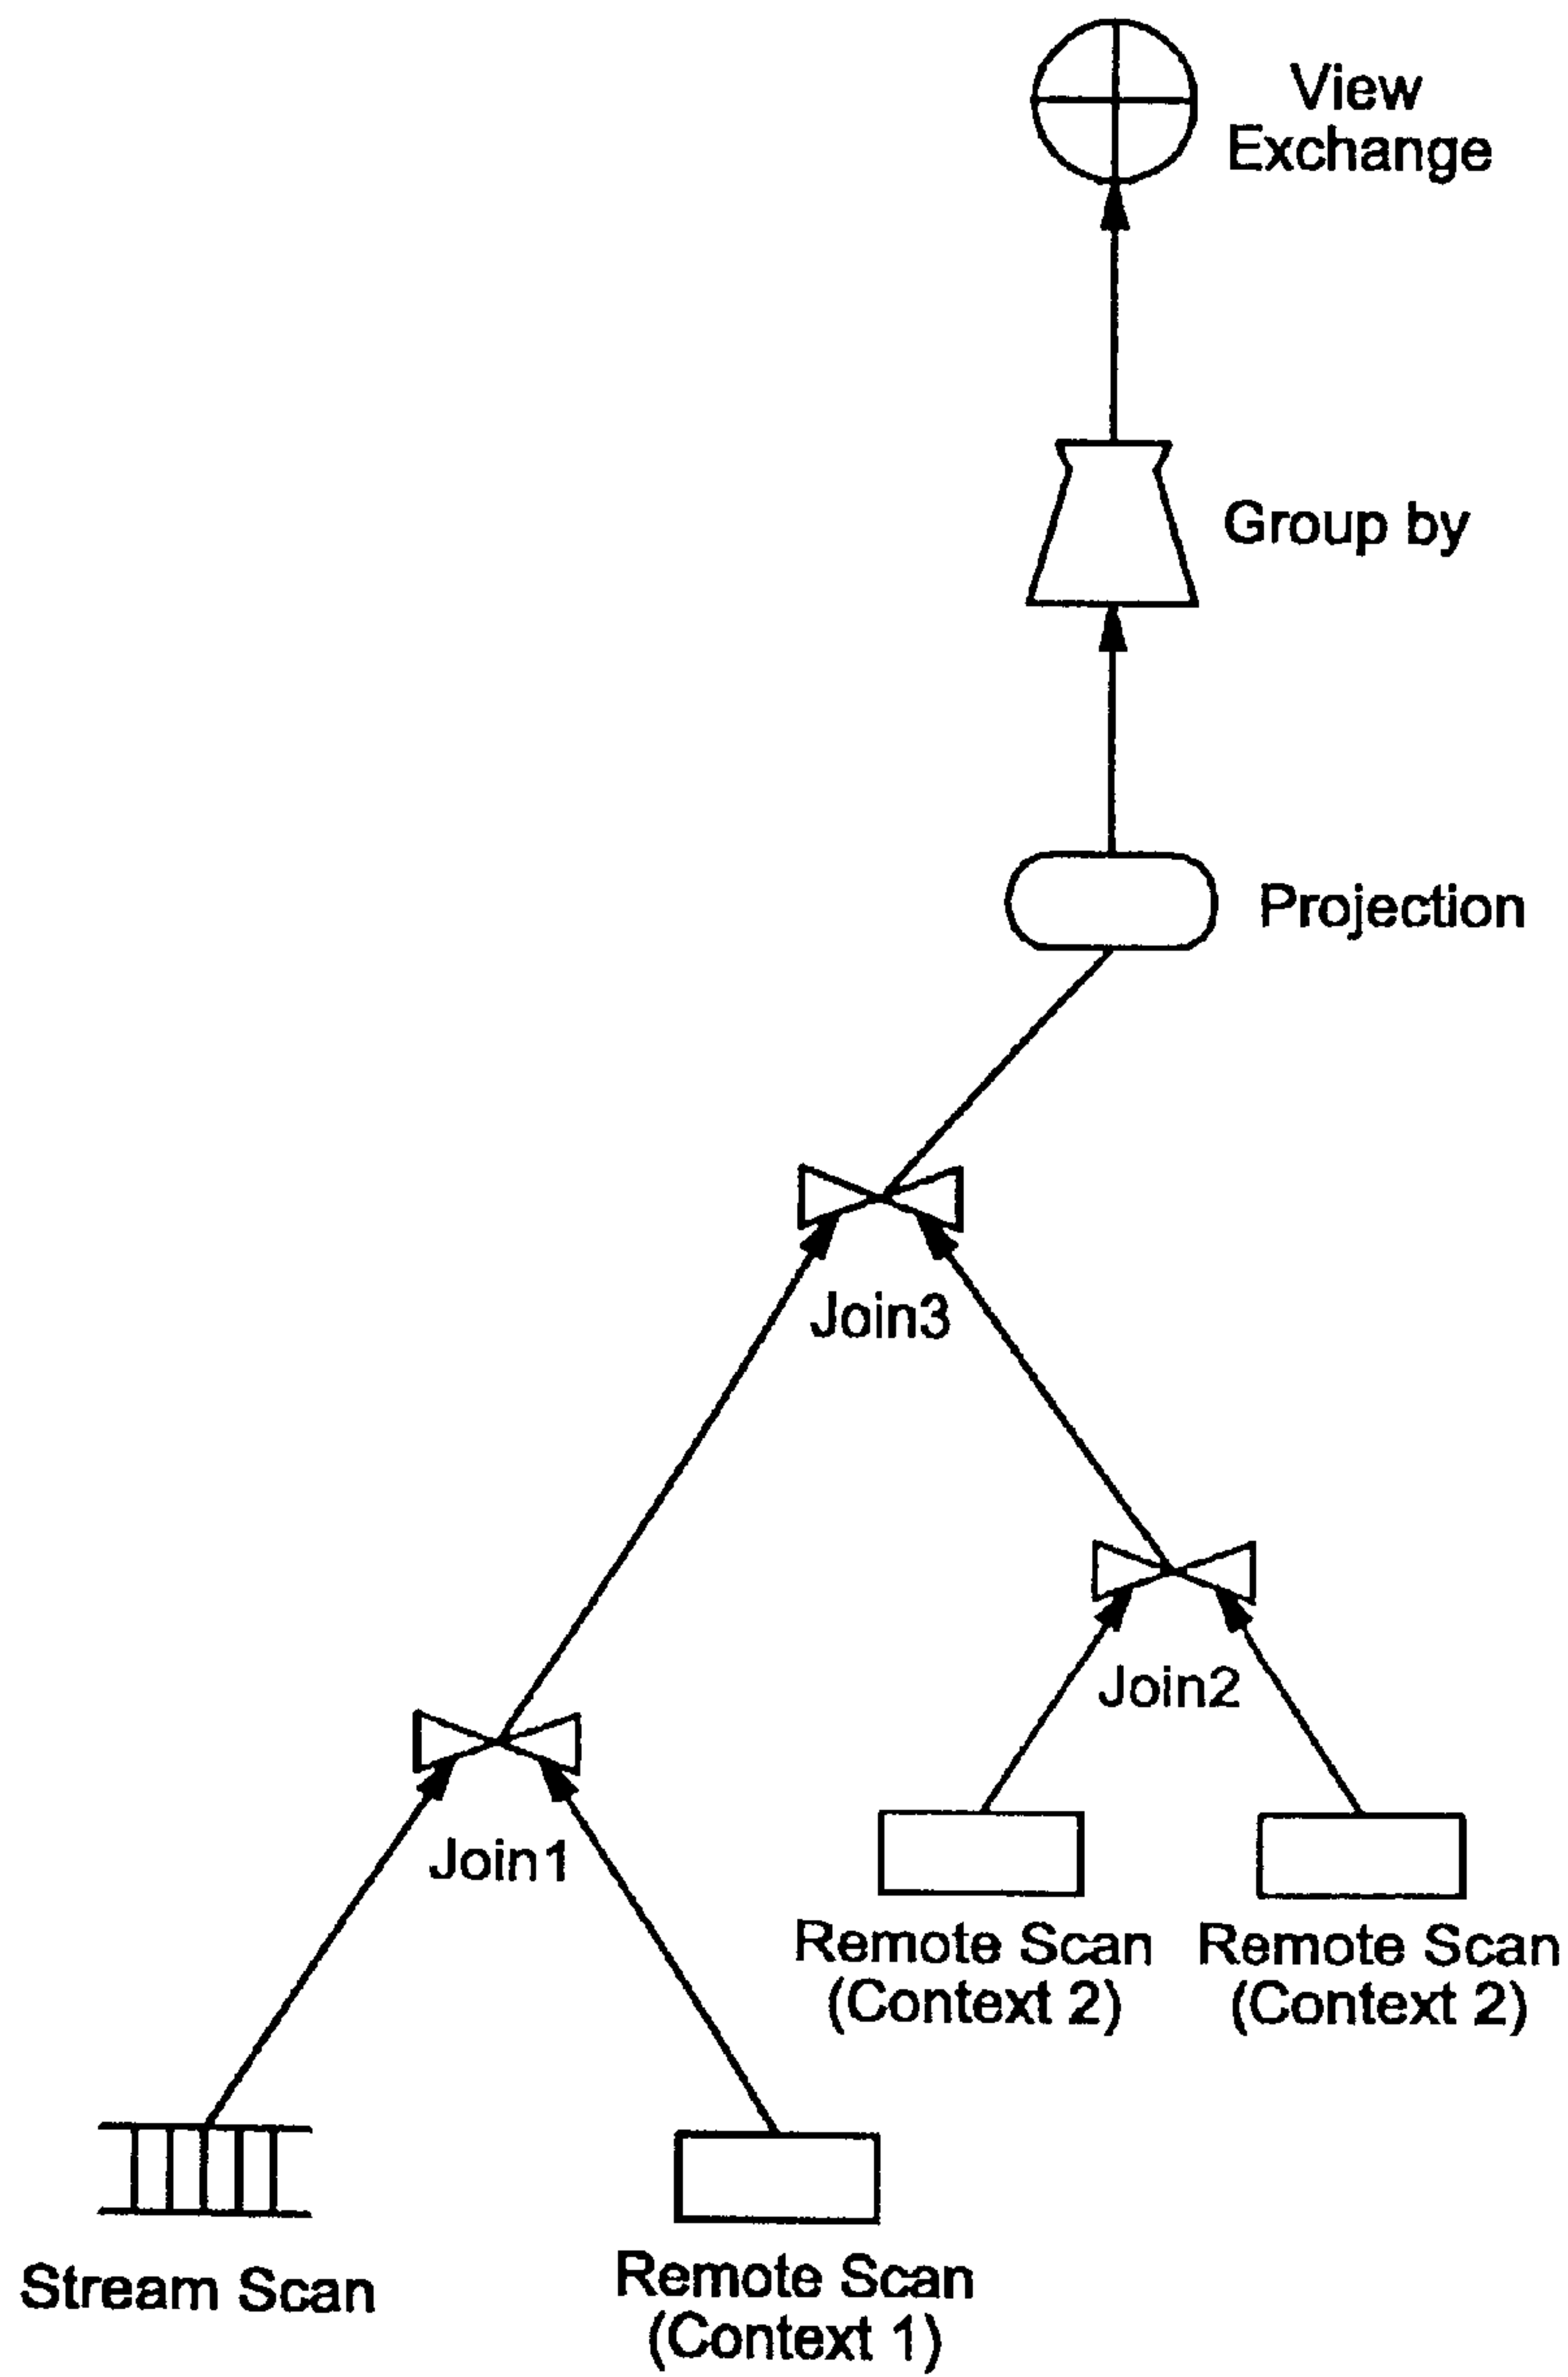 View
Exchange
Group by
Projection
Join3
Join2
Join1
Remote Scan
(Context 2)
Remote Scan
(Context 2)
Stream Scan
Remote Scan
(Context 1)